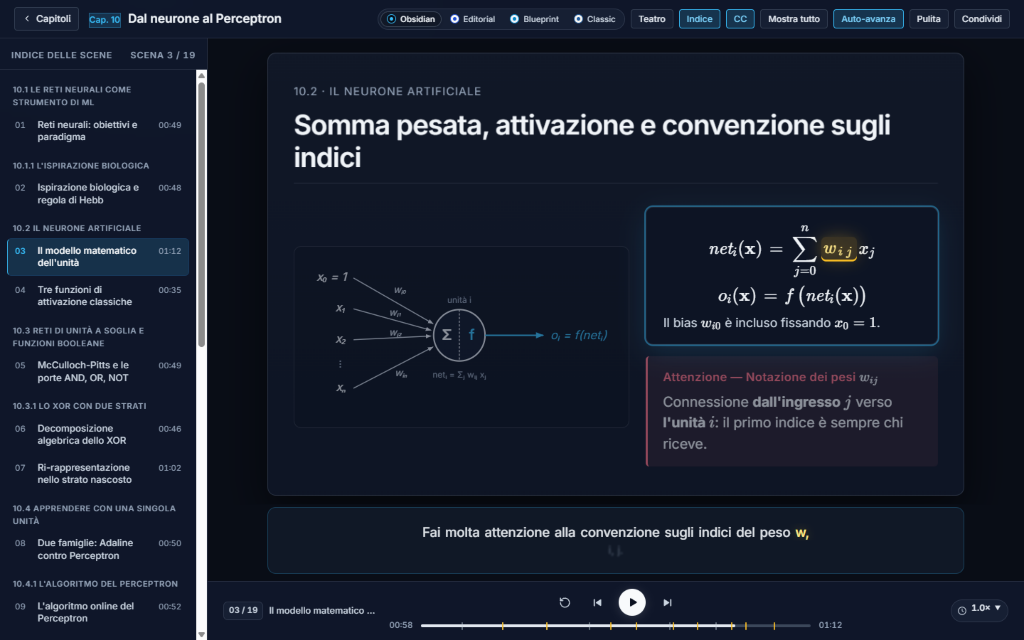 Capitoli
Cap. 10
Dal neurone al Perceptron
Obsidian
Editorial
Blueprint
Classic
Teatro
Indice
CC
Mostra tutto
Auto-avanza
Pulita
Condividi
INDICE DELLE SCENE
SCENA 3 / 19
10.1 LE RETI NEURALI COME
STRUMENTO DI ML
01 Reti neurali: obiettivi e 00:49
paradigma
10.1.1 L'ISPIRAZIONE BIOLOGICA
02 Ispirazione biologica e 00:48
regola di Hebb
10.2 IL NEURONE ARTIFICIALE
03 Il modello matematico 01:12
dell'unità
04 Tre funzioni di 00:35
attivazione classiche
10.3 RETI DI UNITÀ A SOGLIA E
FUNZIONI BOOLEANE
05 McCulloch-Pitts e le 00:49
porte AND, OR, NOT
10.3.1 LO XOR CON DUE STRATI
06 Decomposizione 00:46
algebrica dello XOR
07 Ri-rappresentazione 01:02
nello strato nascosto
10.4 APPRENDERE CON UNA SINGOLA
UNITÀ
08 Due famiglie: Adaline 00:50
contro Perceptron
10.4.1 L'ALGORITMO DEL PERCEPTRON
09 L'algoritmo online del 00:52
Perceptron
10.2 · IL NEURONE ARTIFICIALE
Somma pesata, attivazione e convenzione sugli
indici
x₀ = 1
x₁
x₂
⋮
xₙ
wᵢ₀
wᵢ₁
wᵢ₂
wᵢₙ
unità i
Σ f
oᵢ = f(netᵢ)
netᵢ = Σⱼ wᵢⱼ xⱼ
netᵢ(x) = ∑ⱼ₌₀ⁿ wᵢⱼ xⱼ
oᵢ(x) = f (netᵢ(x))
Il bias wᵢ₀ è incluso fissando x₀ = 1.
Attenzione — Notazione dei pesi wᵢⱼ
Connessione dall'ingresso j verso
l'unità i: il primo indice è sempre chi
riceve.
Fai molta attenzione alla convenzione sugli indici del peso w,
03 / 19
Il modello matematico ...
00:58
01:12
1.0×